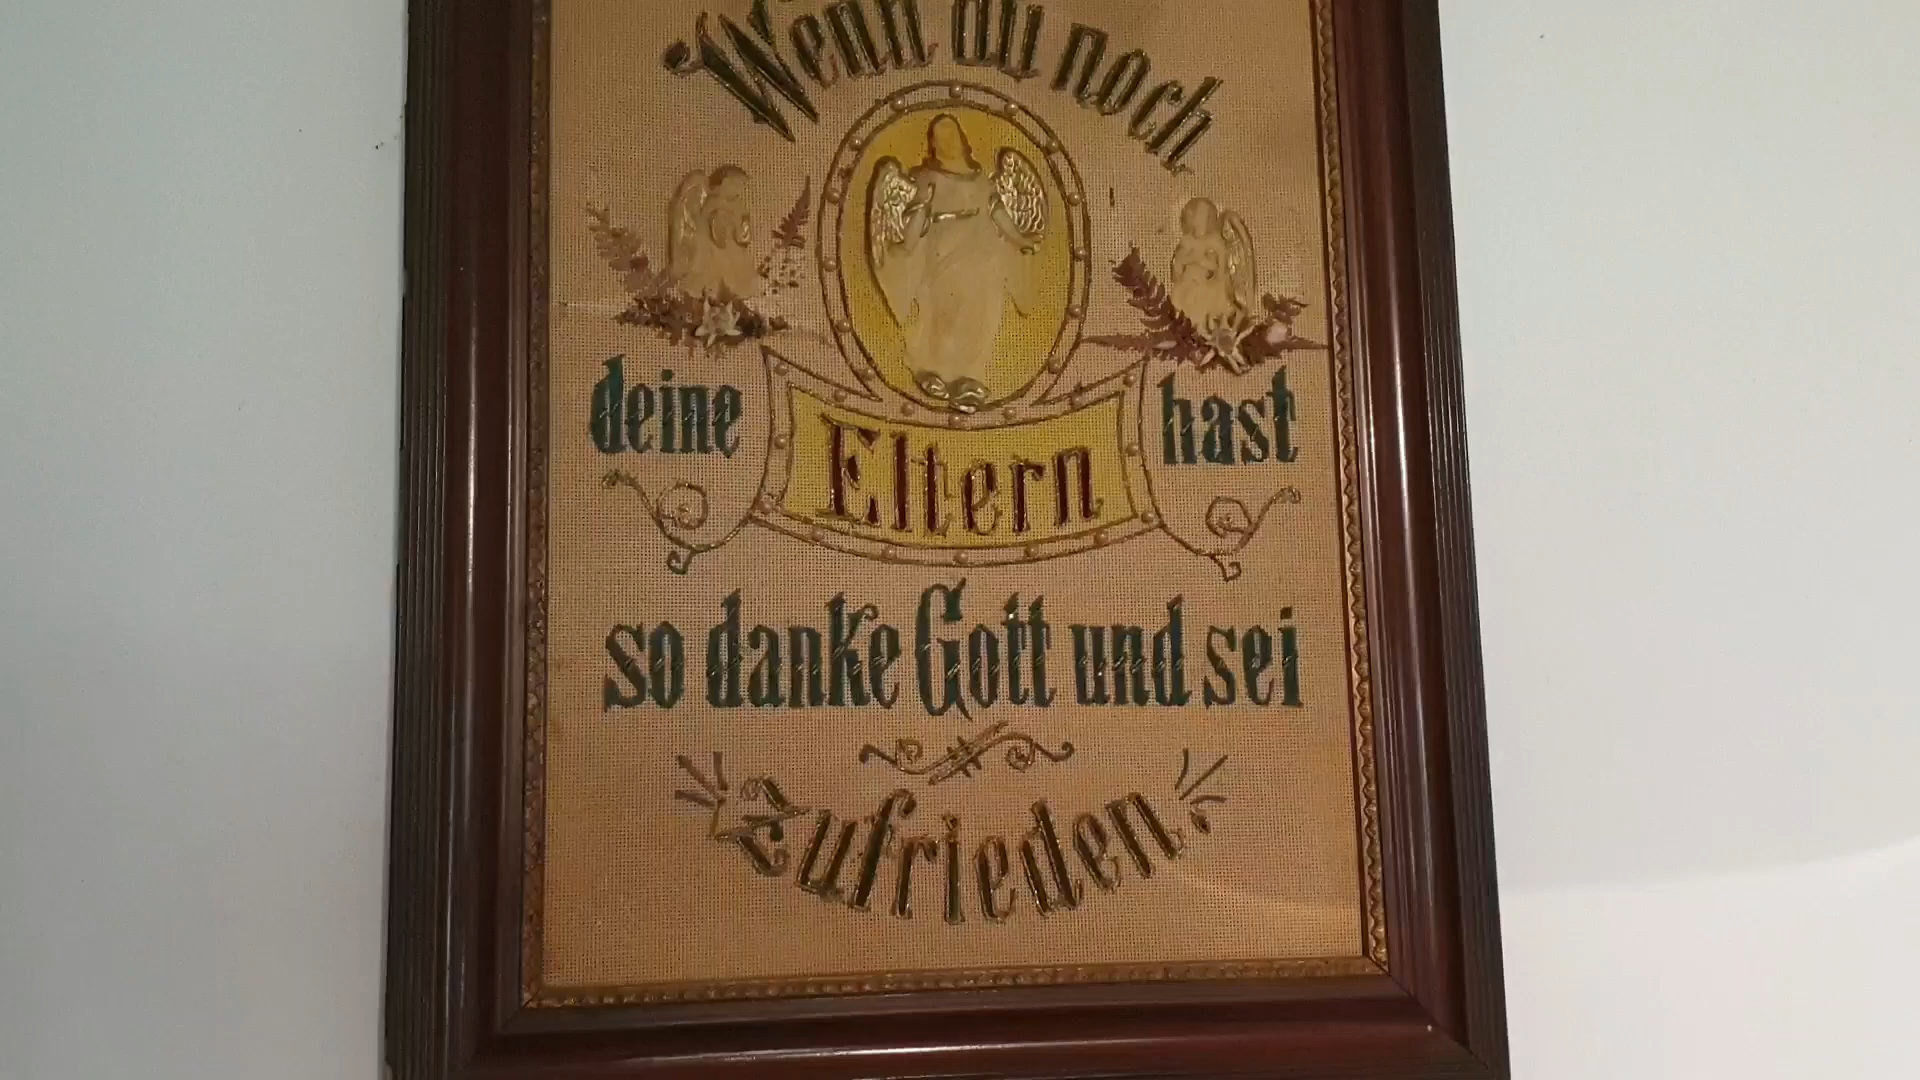 Wenn du noch
deine Eltern hast
so danke Gott und sei
Zufrieden